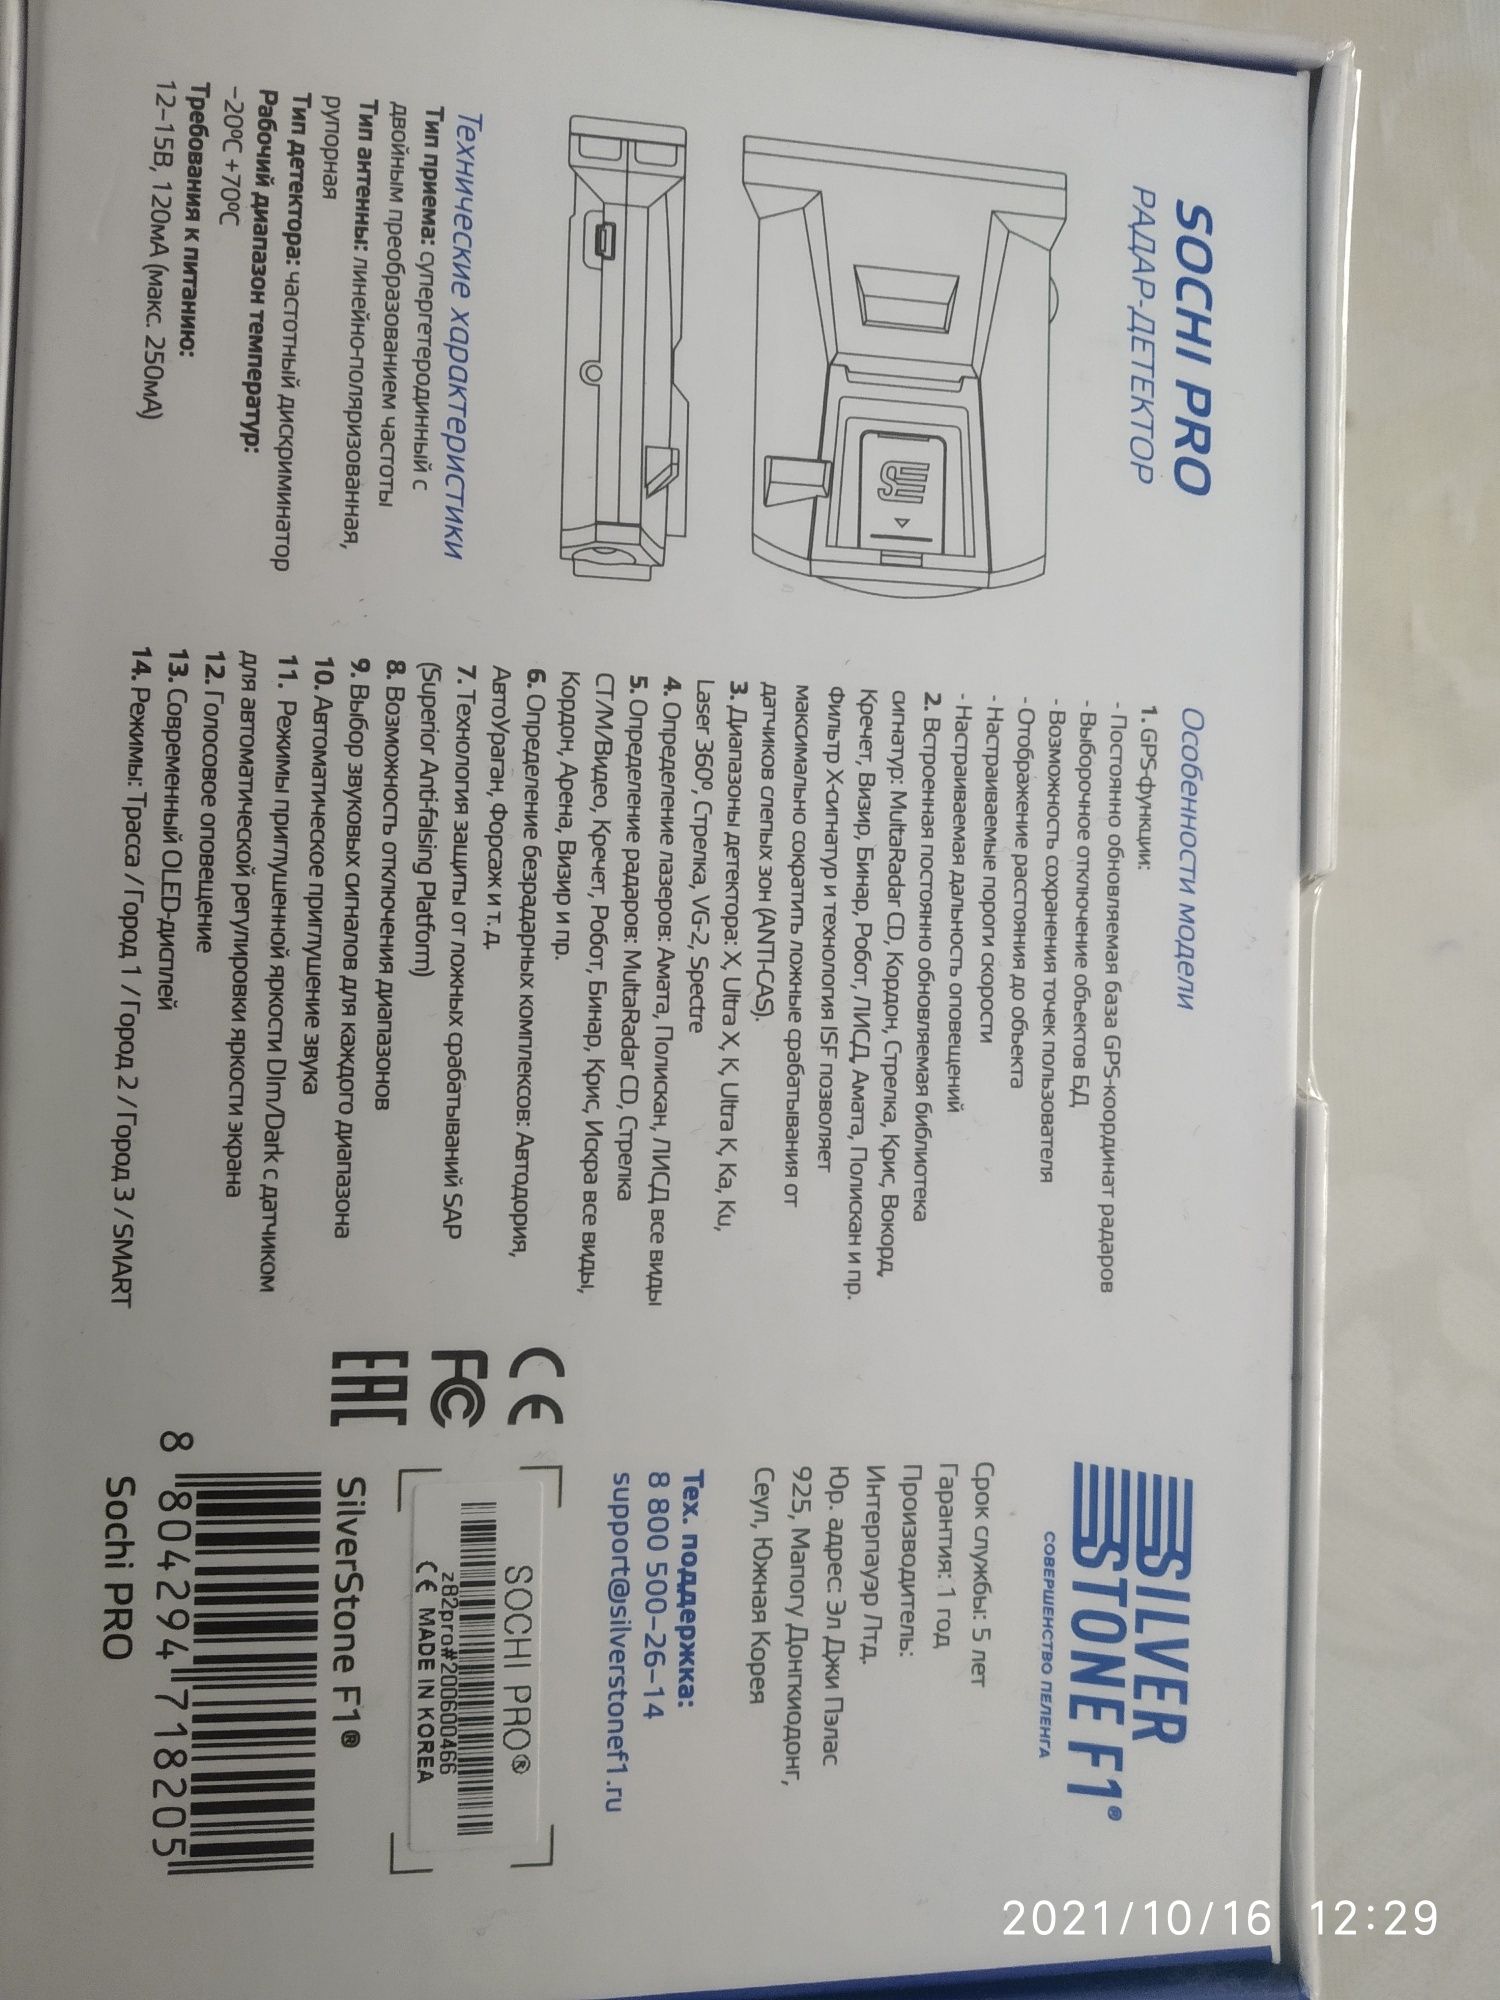 SOCHI PRO
РАДАР-ДЕТЕКТОР
Технические характеристики
Тип приема: супергетеродинный с
двойным преобразованием частоты
Тип антенны: линейно-поляризованная,
рупорная
Тип детектора: частотный дискриминатор
Рабочий диапазон температур:
-20ºC +70ºC
Требования к питанию:
12–15В, 120мА (макс. 250мА)
Особенности модели
1. GPS-функции:
- Постоянно обновляемая база GPS-координат радаров
- Выборочное отключение объектов БД
- Возможность сохранения точек пользователя
- Отображение расстояния до объекта
- Настраиваемые пороги скорости
- Настраиваемая дальность оповещений
2. Встроенная постоянно обновляемая библиотека
сигнатур: MultaRadar CD, Кордон, Стрелка, Крис, Вокорд,
Кречет, Визир, Бинар, Робот, ЛИСД, Амата, Полискан и пр.
Фильтр X-сигнатур и технология ISF позволяет
максимально сократить ложные срабатывания от
датчиков слепых зон (ANTI-CAS).
3. Диапазоны детектора: X, Ultra X, K, Ultra K, Ka, Ku,
Laser 360º, Стрелка, VG-2, Spectre
4. Определение лазеров: Амата, Полискан, ЛИСД все виды
5. Определение радаров: MultaRadar CD, Стрелка
СТ/М/Видео, Кречет, Робот, Бинар, Крис, Искра все виды,
Кордон, Арена, Визир и пр.
6. Определение безрадарных комплексов: Автодория,
АвтоУраган, Форсаж и т. д.
7. Технология защиты от ложных срабатываний SAP
(Superior Anti-falsing Platform)
8. Возможность отключения диапазонов
9. Выбор звуковых сигналов для каждого диапазона
10. Автоматическое приглушение звука
11. Режимы приглушенной яркости DIm/Dark с датчиком
для автоматической регулировки яркости экрана
12. Голосовое оповещение
13. Современный OLED-дисплей
14. Режимы: Трасса / Город 1 / Город 2 / Город 3 / SMART
CE
FC
EAC
SILVER
STONE F1®
СОВЕРШЕНСТВО ПЕЛЕНГА
Срок службы: 5 лет
Гарантия: 1 год
Производитель:
Интерпауэр Лтд.
Юр. адрес: Эл Джи Пэлас
925, Мапогу Донгкиодонг,
Сеул, Южная Корея
Тех. поддержка:
8 800 500–26–14
support@silverstonef1.ru
SOCHI PRO®
z82pro#200600466
CE MADE IN KOREA
SilverStone F1®
8 804294 718205
Sochi PRO
2021/10/16 12:29